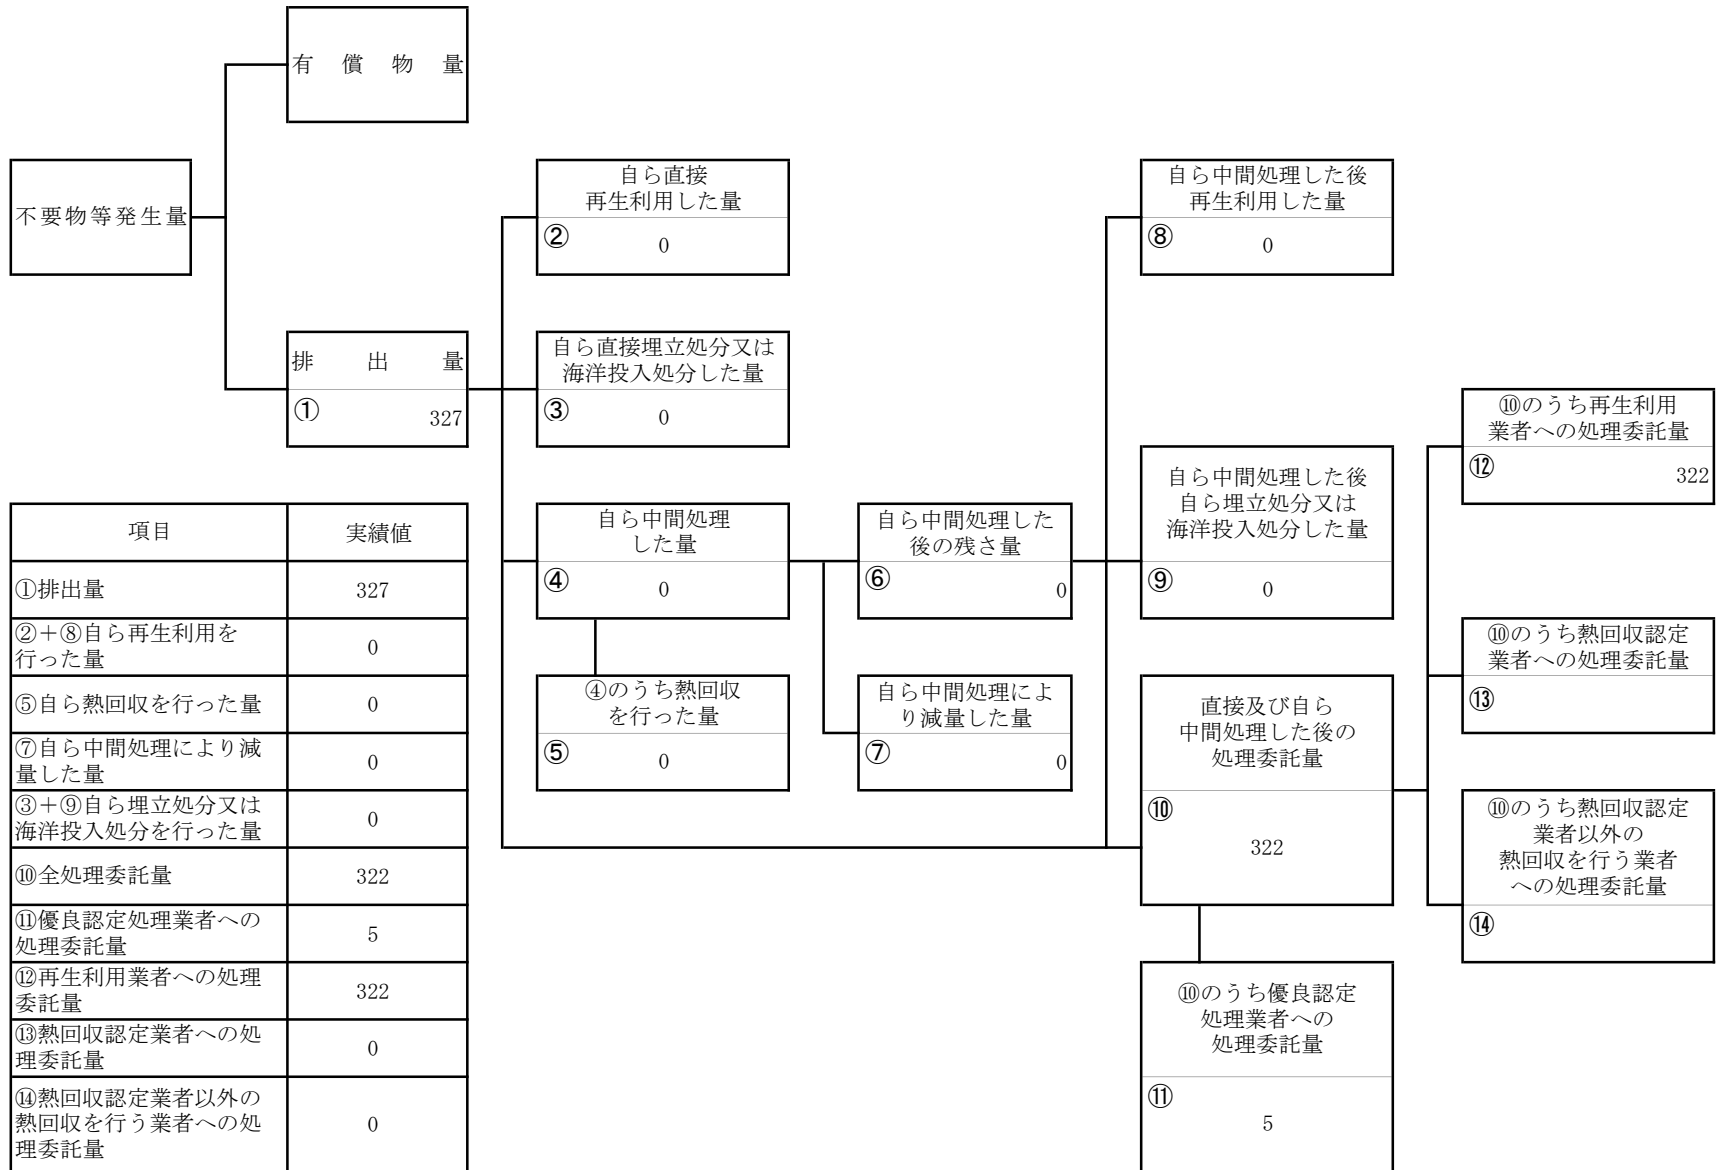 有償物量
不要物等発生量
排出量
①
327
自ら直接
再生利用した量
②
0
自ら直接埋立処分又は
海洋投入処分した量
③
0
自ら中間処理
した量
④
0
④のうち熱回収
を行った量
⑤
0
自ら中間処理した
後の残さ量
⑥
0
自ら中間処理によ
り減量した量
⑦
0
自ら中間処理した後
再生利用した量
⑧
0
自ら中間処理した後
自ら埋立処分又は
海洋投入処分した量
⑨
0
直接及び自ら
中間処理した後の
処理委託量
⑩
322
⑩のうち優良認定
処理業者への
処理委託量
⑪
5
⑩のうち再生利用
業者への処理委託量
⑫
322
⑩のうち熱回収認定
業者への処理委託量
⑬
⑩のうち熱回収認定
業者以外の
熱回収を行う業者
への処理委託量
⑭
項目 実績値
①排出量 327
②＋⑧自ら再生利用を
行った量 0
⑤自ら熱回収を行った量 0
⑦自ら中間処理により減
量した量 0
③＋⑨自ら埋立処分又は
海洋投入処分を行った量 0
⑩全処理委託量 322
⑪優良認定処理業者への
処理委託量 5
⑫再生利用業者への処理
委託量 322
⑬熱回収認定業者への処
理委託量 0
⑭熱回収認定業者以外の
熱回収を行う業者への処
理委託量 0